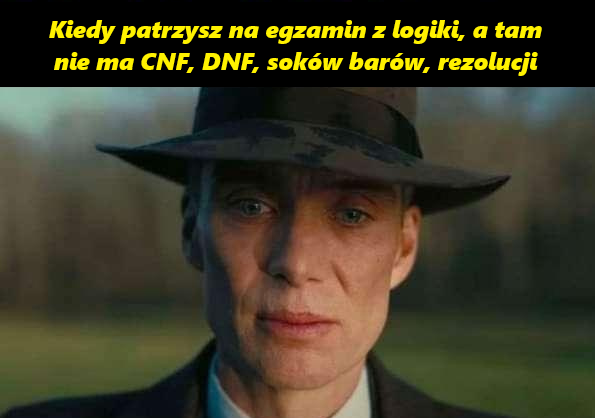 Kiedy patrzysz na egzamin z logiki, a tam
nie ma CNF, DNF, soków barów, rezolucji